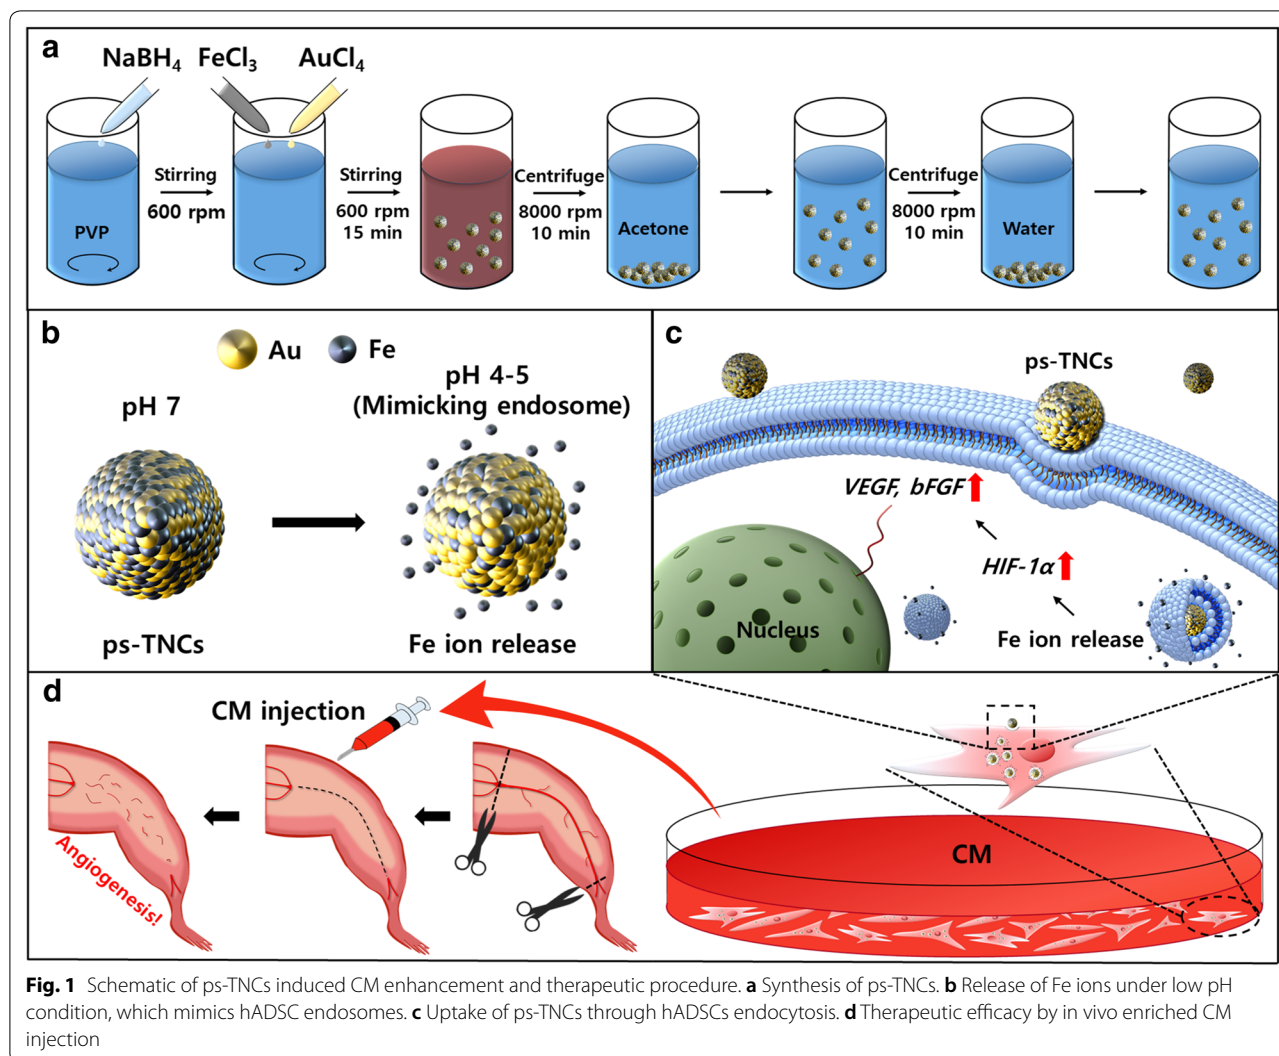 a
NaBH4 FeCl3 AuCl4
Stirring
600 rpm
Stirring
600 rpm
15 min
Centrifuge
8000 rpm
10 min
Centrifuge
8000 rpm
10 min
PVP
Acetone
Water
b
Au Fe
pH 7
pH 4-5
(Mimicking endosome)
ps-TNCs
Fe ion release
c
ps-TNCs
VEGF, bFGF
HIF-1α
Nucleus
Fe ion release
d
CM injection
Angiogenesis!
CM
Fig. 1 Schematic of ps-TNCs induced CM enhancement and therapeutic procedure. a Synthesis of ps-TNCs. b Release of Fe ions under low pH
condition, which mimics hADSC endosomes. c Uptake of ps-TNCs through hADSCs endocytosis. d Therapeutic efficacy by in vivo enriched CM
injection